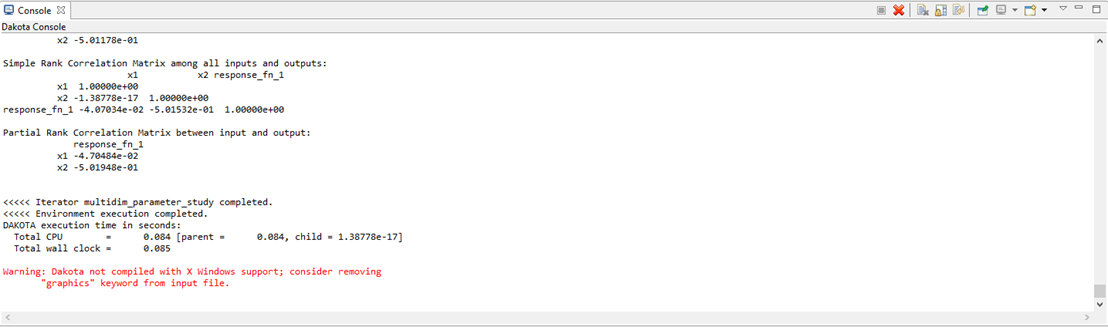 Console
Dakota Console
x2 -5.01178e-01
Simple Rank Correlation Matrix among all inputs and outputs:
x1 x2 response_fn_1
x1 1.00000e+00
x2 -1.38778e-17 1.00000e+00
response_fn_1 -4.07034e-02 -5.01532e-01 1.00000e+00
Partial Rank Correlation Matrix between input and output:
response_fn_1
x1 -4.70484e-02
x2 -5.01948e-01
<<<<< Iterator multidim_parameter_study completed.
<<<<< Environment execution completed.
DAKOTA execution time in seconds:
Total CPU = 0.084 [parent = 0.084, child = 1.38778e-17]
Total wall clock = 0.085
Warning: Dakota not compiled with X Windows support; consider removing
"graphics" keyword from input file.